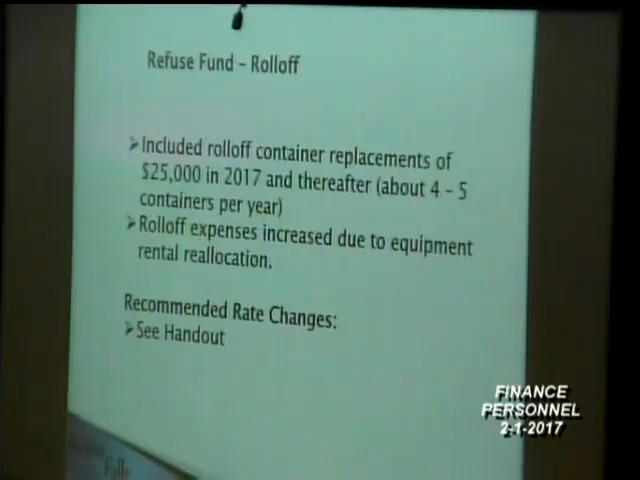 Refuse Fund – Rolloff
➢Included rolloff container replacements of
$25,000 in 2017 and thereafter (about 4 – 5
containers per year)
➢Rolloff expenses increased due to equipment
rental reallocation.
Recommended Rate Changes:
➢See Handout
Falls
FINANCE
PERSONNEL
2-1-2017